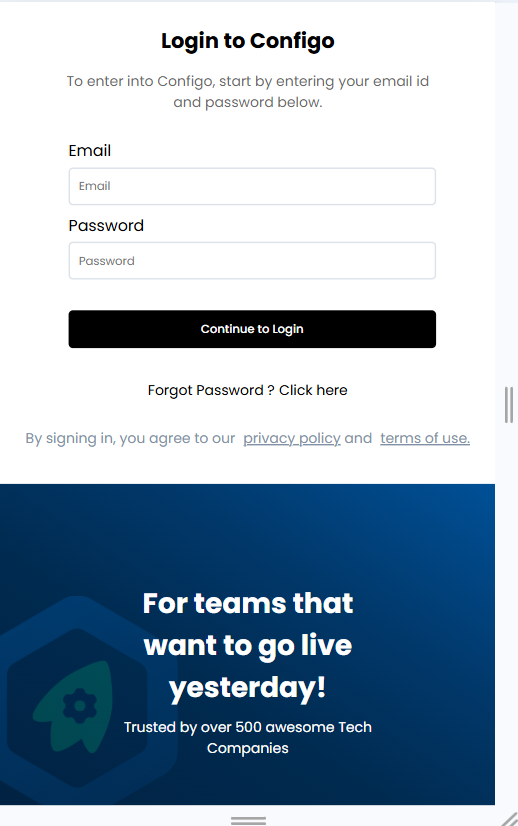 Login to Configo
To enter into Configo, start by entering your email id
and password below.
Email
Email
Password
Password
Continue to Login
Forgot Password ? Click here
By signing in, you agree to our privacy policy and terms of use.
For teams that
want to go live
yesterday!
Trusted by over 500 awesome Tech
Companies